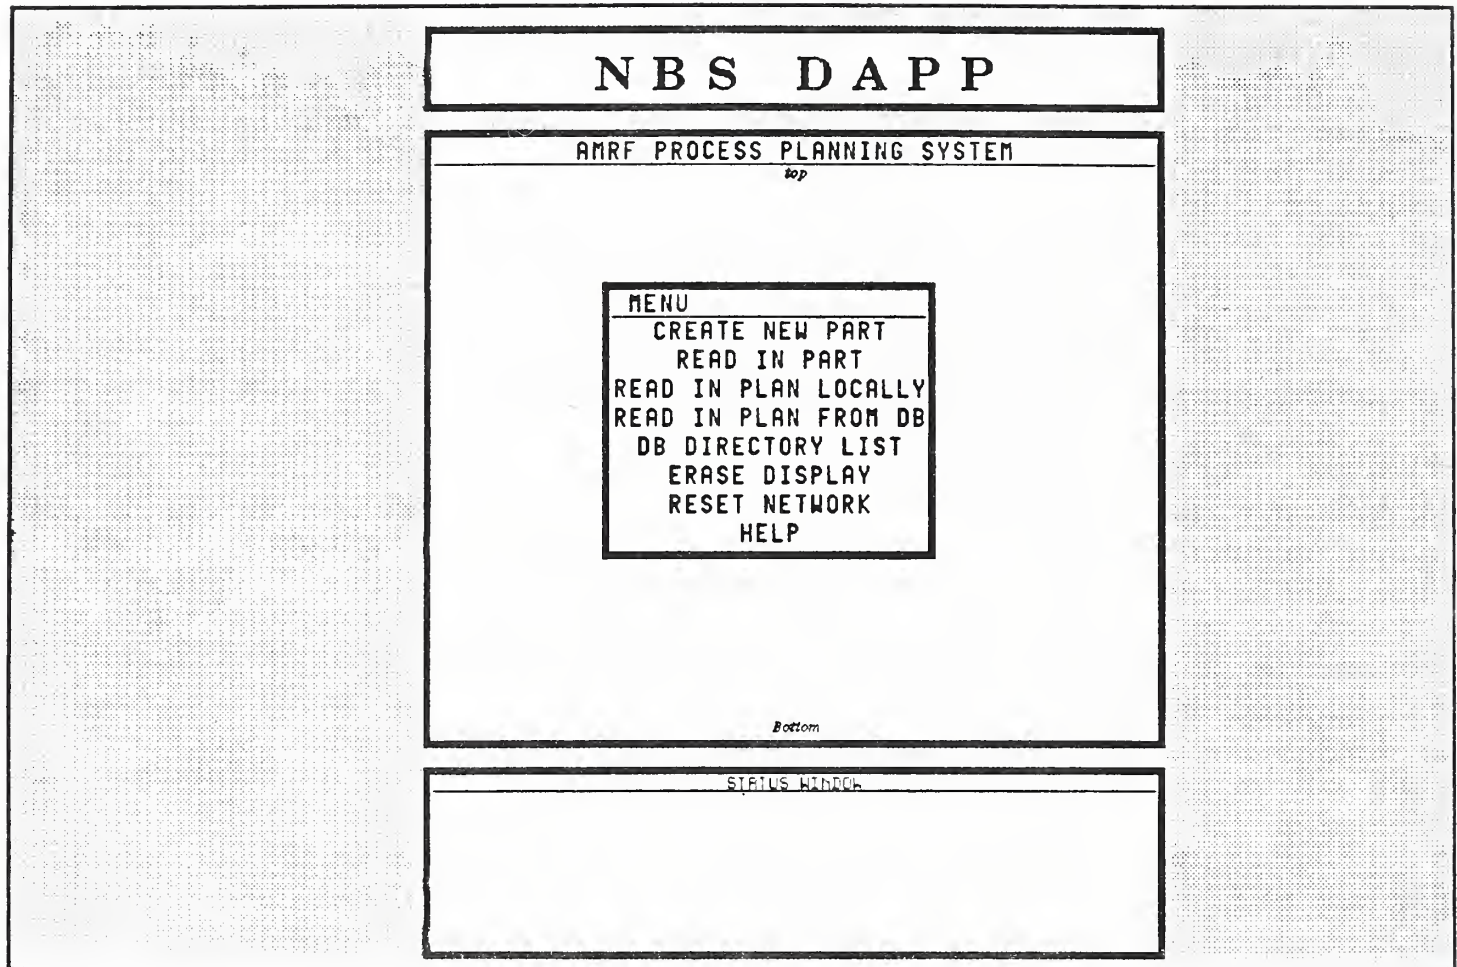 NBS DAPP
AMRF PROCESS PLANNING SYSTEM
top
MENU
CREATE NEW PART
READ IN PART
READ IN PLAN LOCALLY
READ IN PLAN FROM DB
DB DIRECTORY LIST
ERASE DISPLAY
RESET NETWORK
HELP
Bottom
STATUS WINDOW